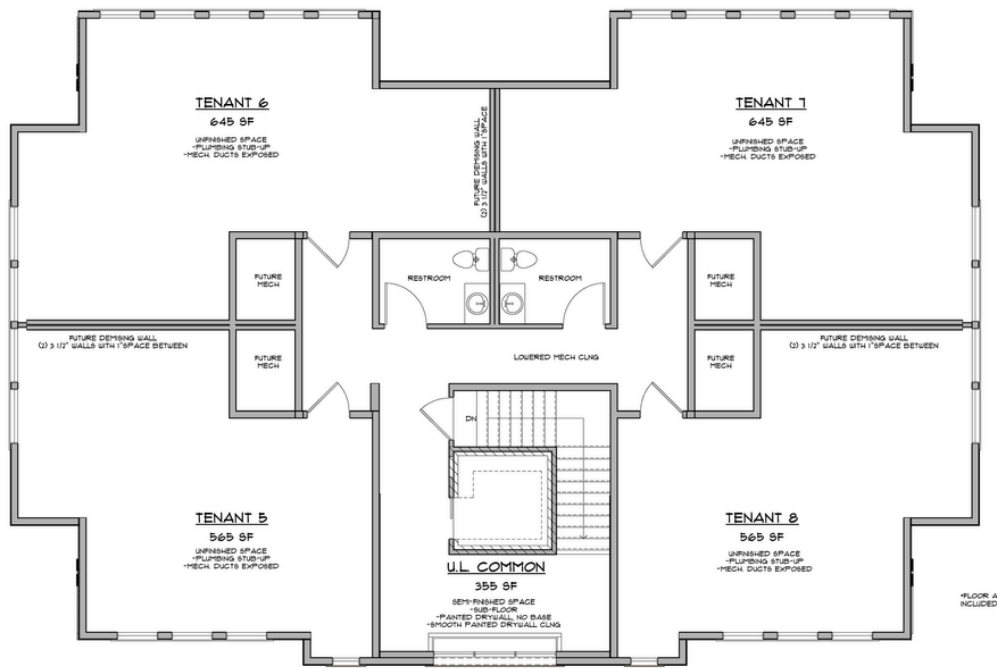 TENANT 6
645 SF
UNFINISHED SPACE
-PLUMBING STUB-UP
-MECH. DUCTS EXPOSED
FUTURE DEMISING WALL
(2) 3 1/2" WALLS WITH 1" SPACE
TENANT 7
645 SF
UNFINISHED SPACE
-PLUMBING STUB-UP
-MECH. DUCTS EXPOSED
FUTURE
MECH
RESTROOM
RESTROOM
FUTURE
MECH
FUTURE DEMISING WALL
(2) 3 1/2" WALLS WITH 1" SPACE BETWEEN
FUTURE
MECH
LOWERED MECH CLNG
FUTURE
MECH
FUTURE DEMISING WALL
(2) 3 1/2" WALLS WITH 1" SPACE BETWEEN
DN
TENANT 5
565 SF
UNFINISHED SPACE
-PLUMBING STUB-UP
-MECH. DUCTS EXPOSED
U.L. COMMON
355 SF
SEMI-FINISHED SPACE
-SUB-FLOOR
-PAINTED DRYWALL, NO BASE
-SMOOTH PAINTED DRYWALL CLNG
TENANT 8
565 SF
UNFINISHED SPACE
-PLUMBING STUB-UP
-MECH. DUCTS EXPOSED
*FLOOR A
INCLUDED